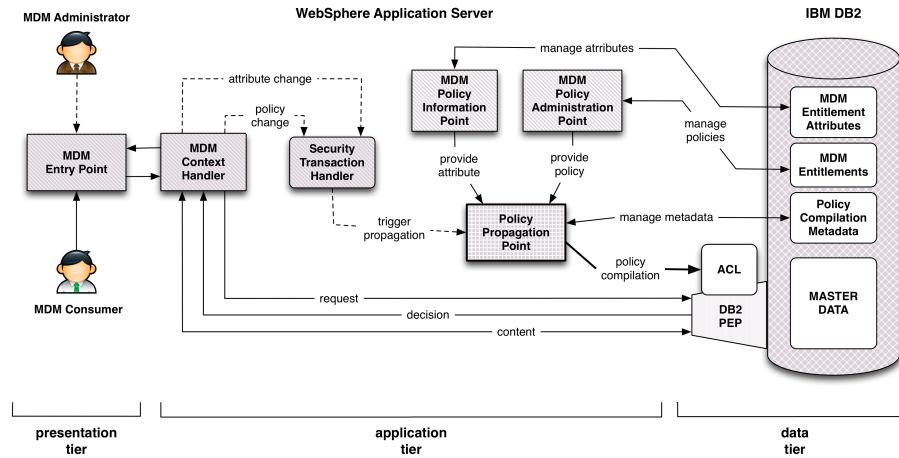 MDM Administrator
WebSphere Application Server
IBM DB2
manage atrributes
attribute change
policy
change
MDM
Policy
Information
Point
MDM
Policy
Administration
Point
MDM
Entitlement
Attributes
manage
policies
MDM
Entry Point
MDM
Context
Handler
Security
Transaction
Handler
provide
attribute
provide
policy
MDM
Entitlements
Policy
Compilation
Metadata
trigger
propagation
Policy
Propagation
Point
manage metadata
policy
compilation
ACL
MDM Consumer
request
decision
content
DB2
PEP
MASTER
DATA
presentation
tier
application
tier
data
tier